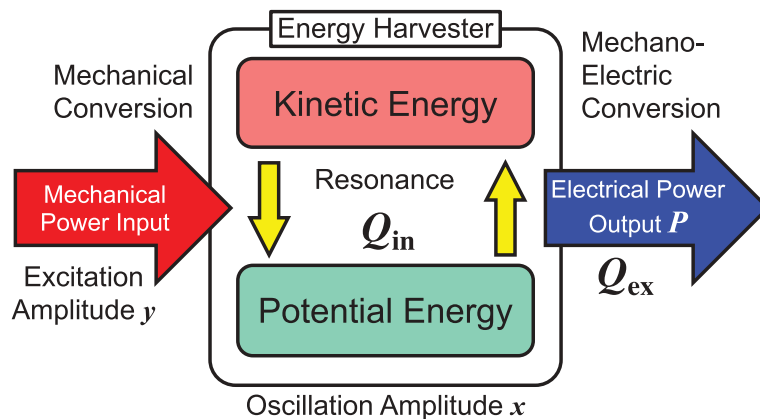 Energy Harvester
Mechanical
Conversion
Mechano-
Electric
Conversion
Kinetic Energy
Mechanical
Power Input
Resonance
Qin
Electrical Power
Output P
Excitation
Amplitude y
Qex
Potential Energy
Oscillation Amplitude x